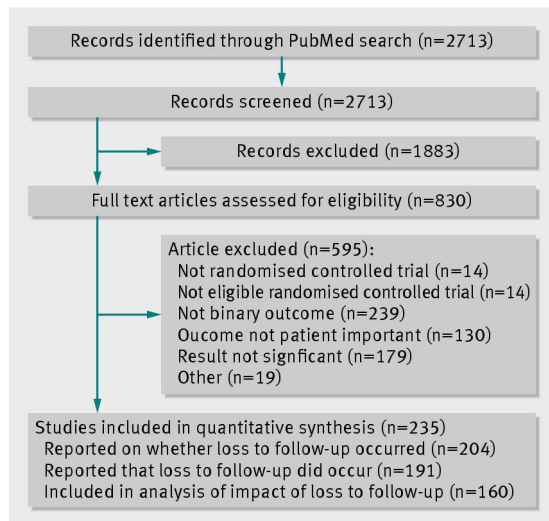 Records identified through PubMed search (n=2713)
Records screened (n=2713)
Records excluded (n=1883)
Full text articles assessed for eligibility (n=830)
Article excluded (n=595):
Not randomised controlled trial (n=14)
Not eligible randomised controlled trial (n=14)
Not binary outcome (n=239)
Oucome not patient important (n=130)
Result not signficant (n=179)
Other (n=19)
Studies included in quantitative synthesis (n=235)
Reported on whether loss to follow-up occurred (n=204)
Reported that loss to follow-up did occur (n=191)
Included in analysis of impact of loss to follow-up (n=160)